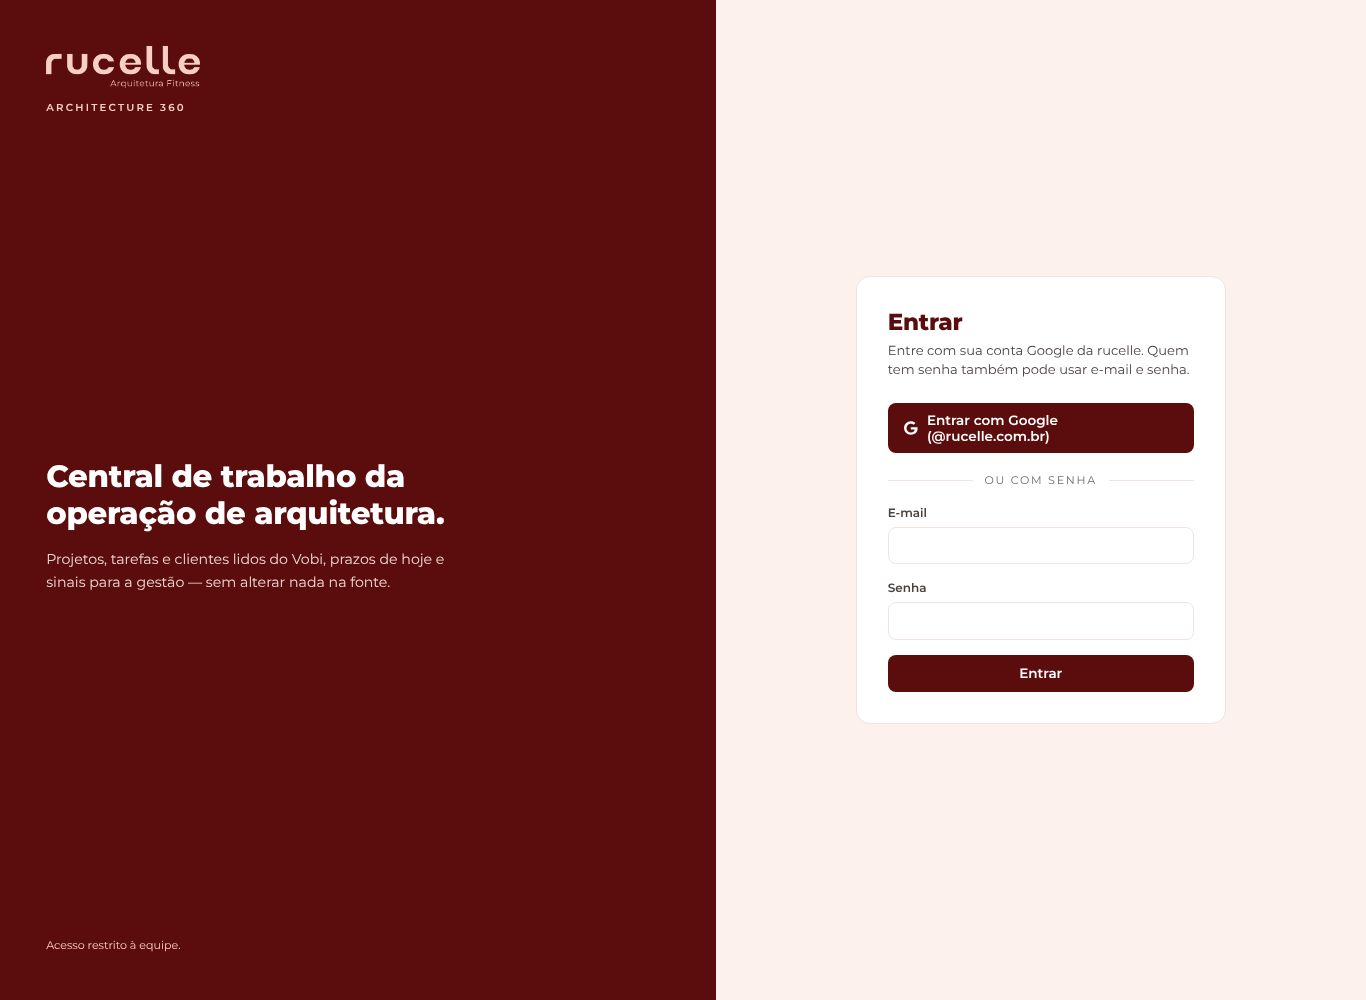 rucelle
Arquitetura Fitness
ARCHITECTURE 360
Central de trabalho da
operação de arquitetura.
Projetos, tarefas e clientes lidos do Vobi, prazos de hoje e
sinais para a gestão — sem alterar nada na fonte.
Acesso restrito à equipe.
Entrar
Entre com sua conta Google da rucelle. Quem
tem senha também pode usar e-mail e senha.
G Entrar com Google
(@rucelle.com.br)
OU COM SENHA
E-mail
Senha
Entrar